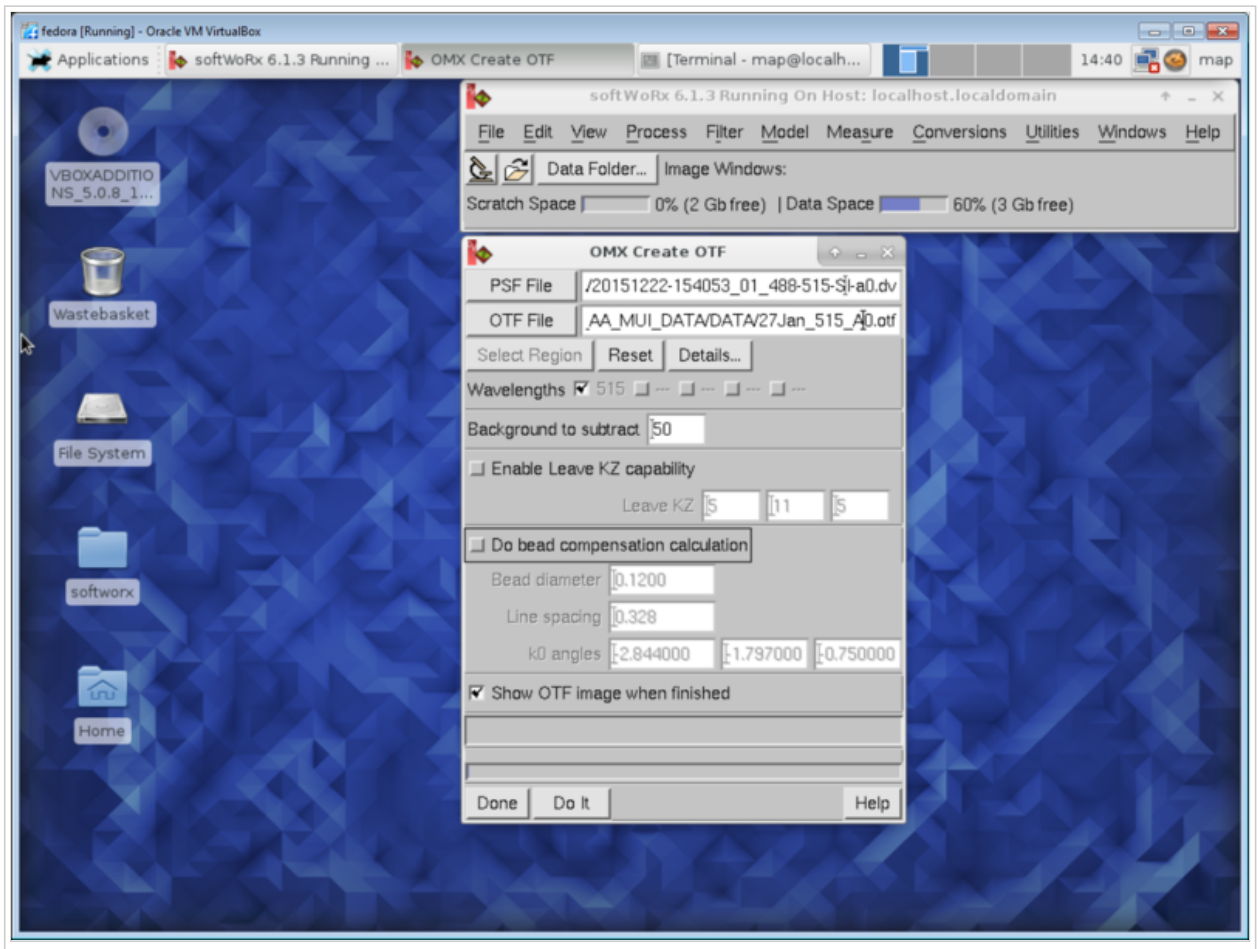 fedora [Running] - Oracle VM VirtualBox
Applications softWoRx 6.1.3 Running ... OMX Create OTF [Terminal - map@localh... 14:40 map
softWoRx 6.1.3 Running On Host: localhost.localdomain
File Edit View Process Filter Model Measure Conversions Utilities Windows Help
Data Folder... Image Windows:
Scratch Space 0% (2 Gb free) | Data Space 60% (3 Gb free)
VBOXADDITIO
NS_5.0.8_1...
Wastebasket
File System
softworx
Home
OMX Create OTF
PSF File /20151222-154053_01_488-515-SI-a0.dv
OTF File _AA_MUI_DATA/DATA/27Jan_515_A0.otf
Select Region Reset Details...
Wavelengths 515 --- --- --- ---
Background to subtract 50
Enable Leave KZ capability
Leave KZ 5 11 5
Do bead compensation calculation
Bead diameter 0.1200
Line spacing 0.328
k0 angles -2.844000 -1.797000 -0.750000
Show OTF image when finished
Done Do It Help